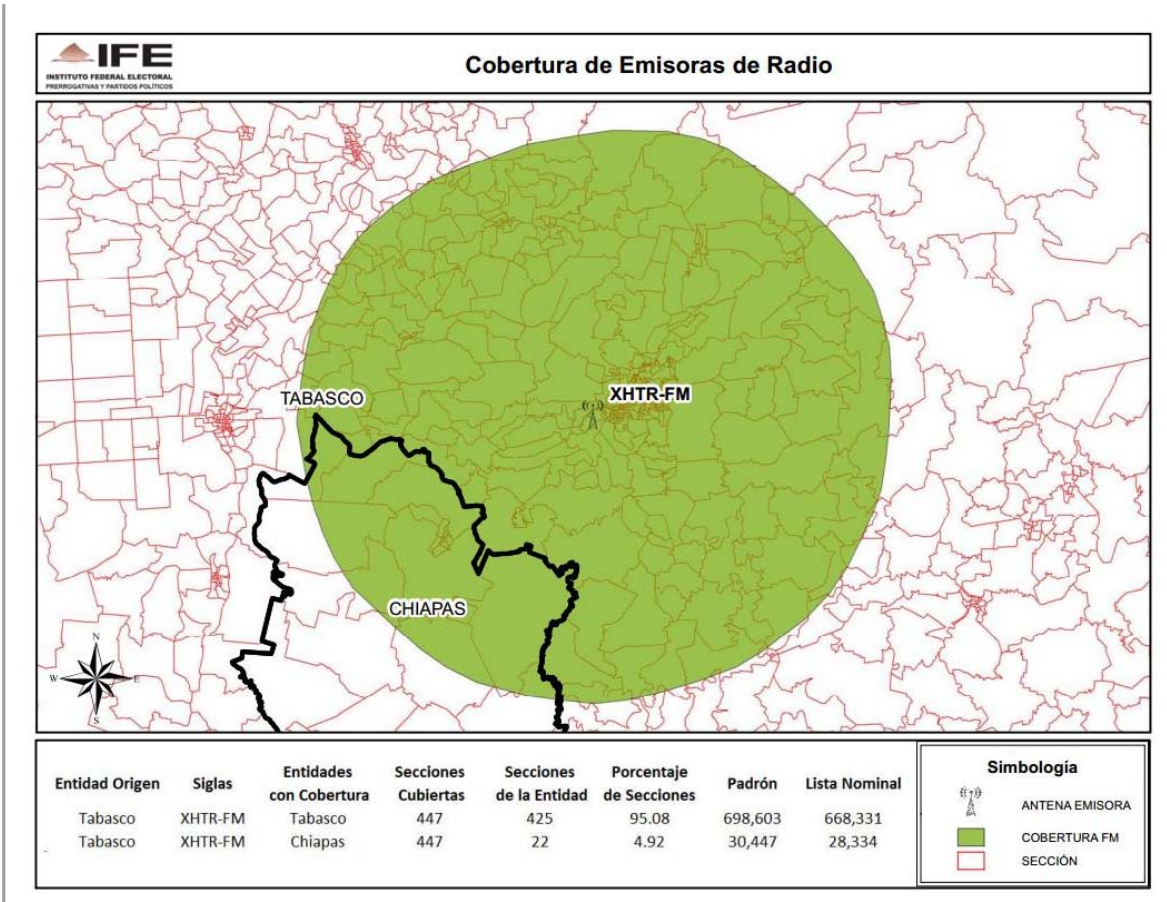 IFE
INSTITUTO FEDERAL ELECTORAL
PRERROGATIVAS Y PARTIDOS POLÍTICOS
Cobertura de Emisoras de Radio
TABASCO
XHTR-FM
CHIAPAS
N
W E
S
Entidad Origen Siglas Entidades con Cobertura Secciones Cubiertas Secciones de la Entidad Porcentaje de Secciones Padrón Lista Nominal
Tabasco XHTR-FM Tabasco 447 425 95.08 698,603 668,331
Tabasco XHTR-FM Chiapas 447 22 4.92 30,447 28,334
Simbología
ANTENA EMISORA
COBERTURA FM
SECCIÓN